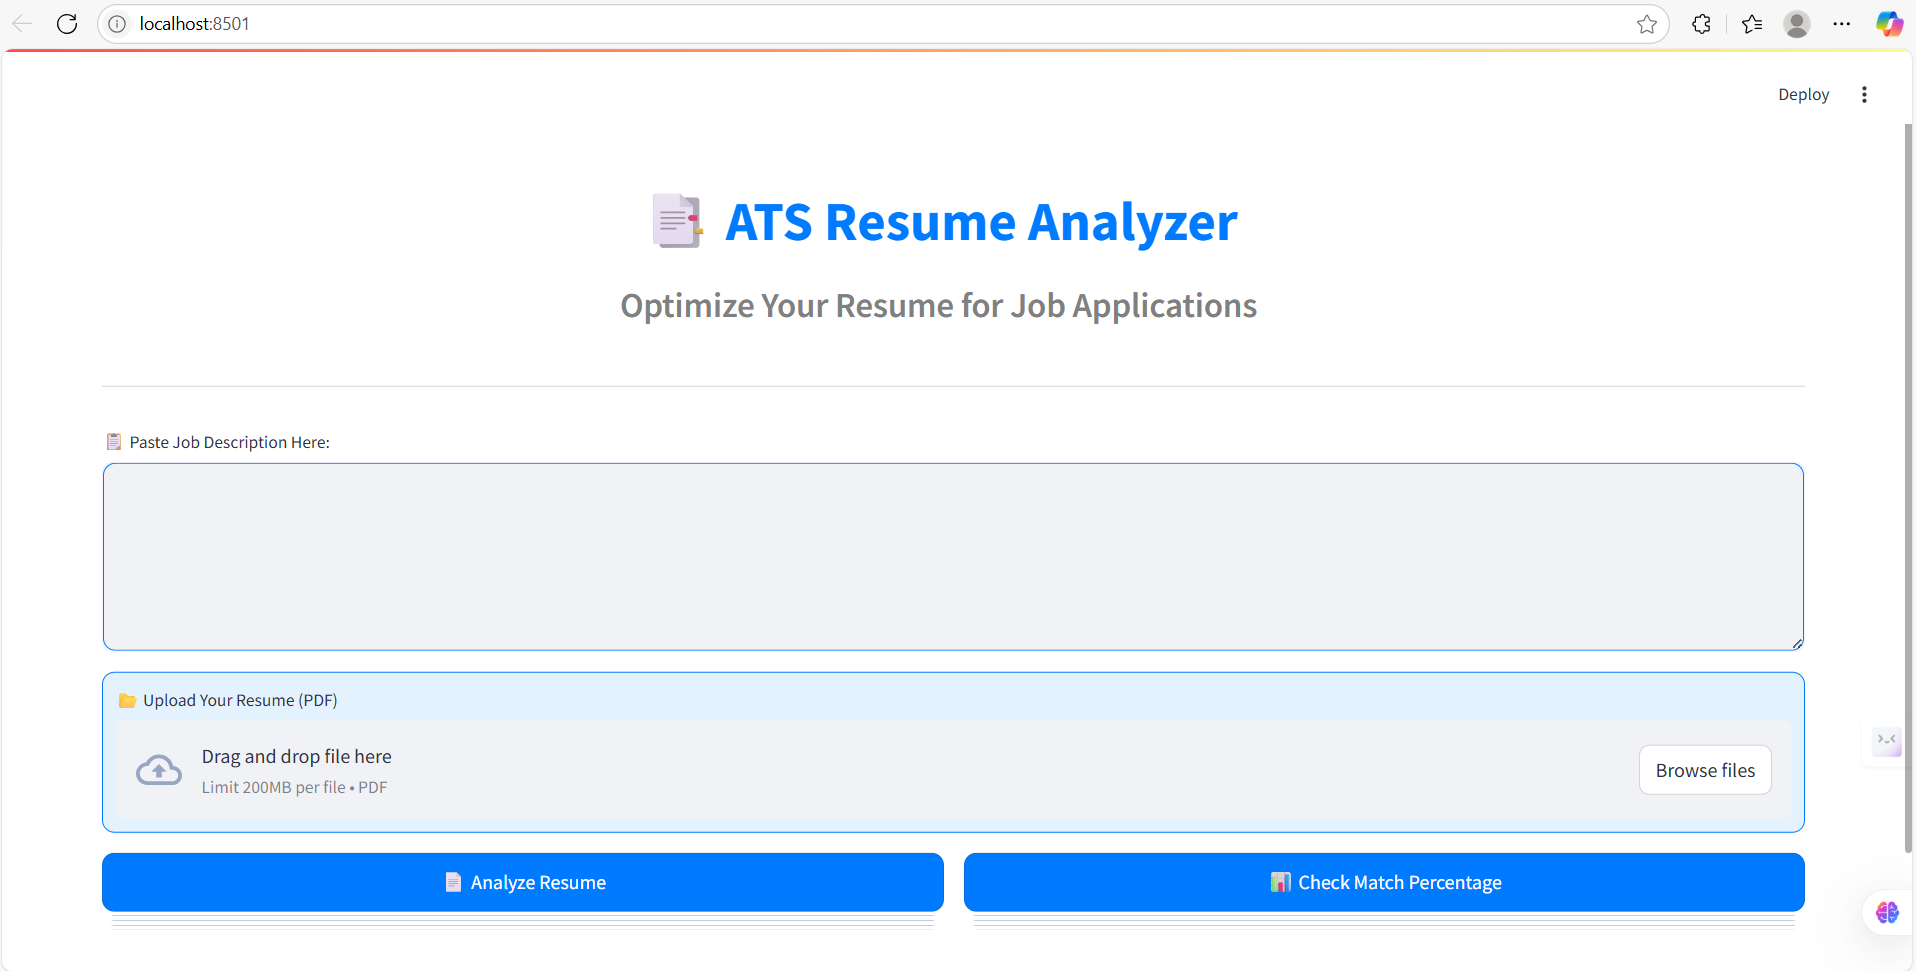 localhost:8501
Deploy
ATS Resume Analyzer
Optimize Your Resume for Job Applications
Paste Job Description Here:
Upload Your Resume (PDF)
Drag and drop file here
Limit 200MB per file • PDF
Browse files
Analyze Resume
Check Match Percentage